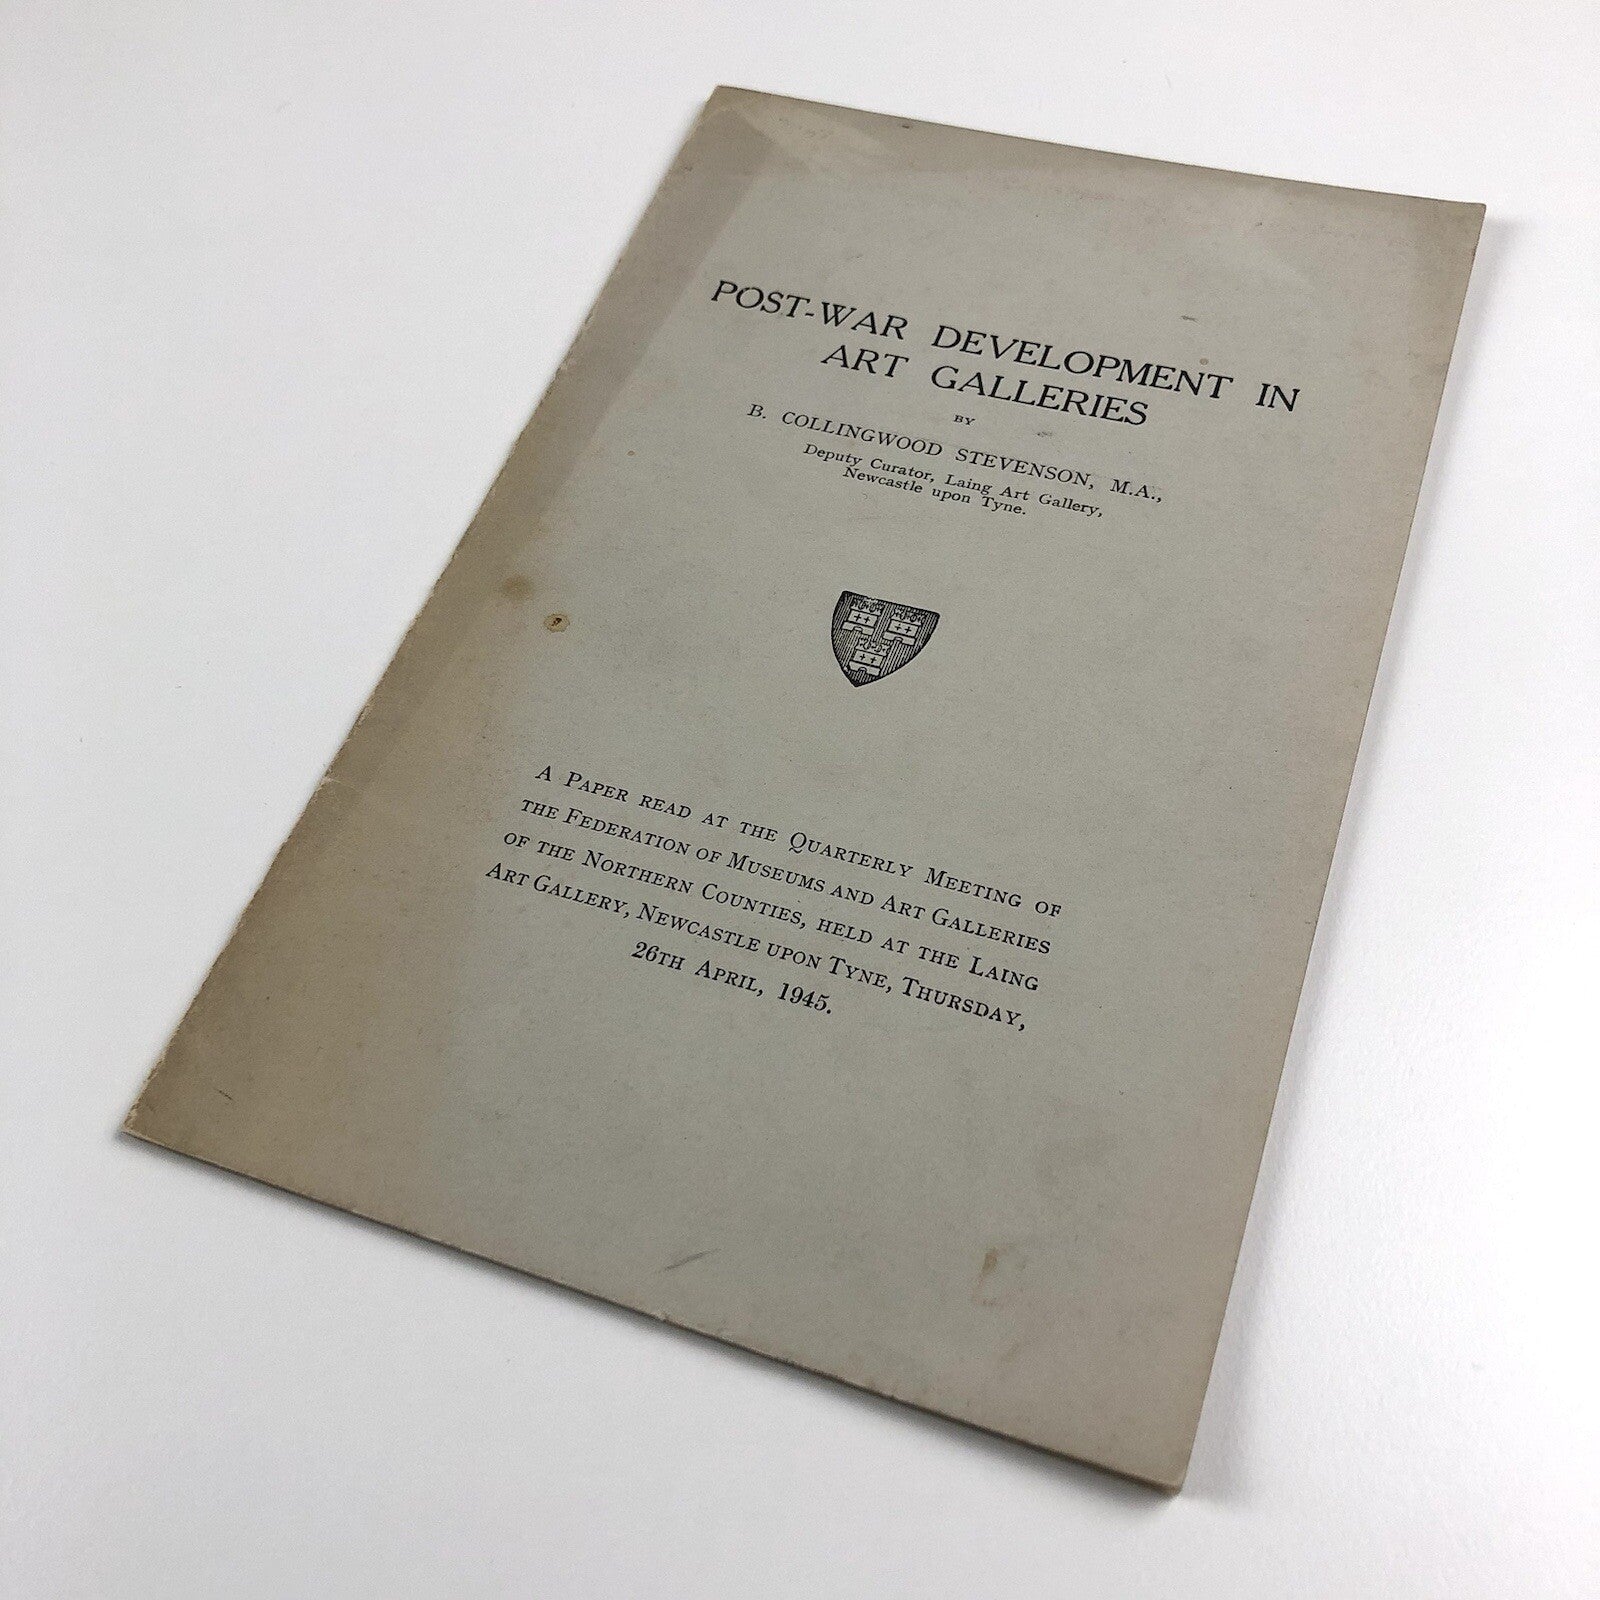 POST-WAR DEVELOPMENT IN
ART GALLERIES
BY
B. COLLINGWOOD STEVENSON, M.A.,
Deputy Curator, Laing Art Gallery,
Newcastle upon Tyne.
A PAPER READ AT THE QUARTERLY MEETING OF
THE FEDERATION OF MUSEUMS AND ART GALLERIES
OF THE NORTHERN COUNTIES, HELD AT THE LAING
ART GALLERY, NEWCASTLE UPON TYNE, THURSDAY,
26TH APRIL, 1945.